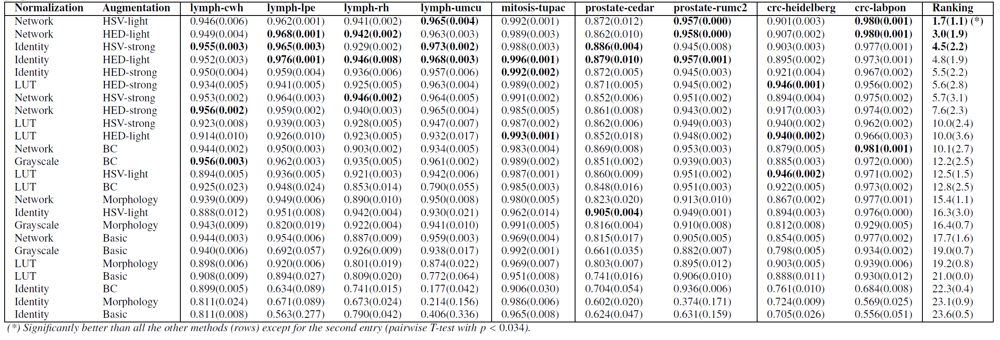 Normalization Augmentation lymph-cwh lymph-lpe lymph-rh lymph-umcu mitosis-tupac prostate-cedar prostate-rumc2 crc-heidelberg crc-labpon Ranking
Network HSV-light 0.946(0.006) 0.962(0.001) 0.941(0.002) 0.965(0.004) 0.992(0.001) 0.872(0.012) 0.957(0.000) 0.901(0.003) 0.980(0.001) 1.7(1.1) (*)
Network HED-light 0.949(0.004) 0.968(0.001) 0.942(0.002) 0.963(0.003) 0.989(0.003) 0.862(0.010) 0.958(0.000) 0.907(0.002) 0.980(0.001) 3.0(1.9)
Identity HSV-strong 0.955(0.003) 0.965(0.003) 0.929(0.002) 0.973(0.002) 0.988(0.003) 0.886(0.004) 0.945(0.008) 0.903(0.003) 0.977(0.001) 4.5(2.2)
Identity HED-light 0.952(0.003) 0.976(0.001) 0.946(0.008) 0.968(0.003) 0.996(0.001) 0.879(0.010) 0.957(0.001) 0.895(0.002) 0.973(0.001) 4.8(1.9)
Identity HED-strong 0.950(0.004) 0.959(0.004) 0.936(0.006) 0.957(0.006) 0.992(0.002) 0.872(0.005) 0.945(0.003) 0.921(0.004) 0.967(0.002) 5.5(2.2)
LUT HED-strong 0.934(0.005) 0.941(0.005) 0.925(0.005) 0.963(0.004) 0.989(0.002) 0.871(0.005) 0.945(0.002) 0.946(0.001) 0.956(0.002) 5.6(2.8)
Network HSV-strong 0.953(0.002) 0.964(0.003) 0.946(0.002) 0.964(0.005) 0.991(0.002) 0.852(0.006) 0.951(0.002) 0.894(0.004) 0.975(0.002) 5.7(3.1)
Network HED-strong 0.956(0.002) 0.959(0.002) 0.940(0.003) 0.965(0.004) 0.985(0.005) 0.861(0.008) 0.943(0.002) 0.917(0.003) 0.974(0.002) 7.6(2.3)
LUT HSV-strong 0.923(0.008) 0.939(0.003) 0.928(0.005) 0.947(0.007) 0.987(0.002) 0.862(0.006) 0.949(0.003) 0.940(0.002) 0.962(0.002) 10.0(2.4)
LUT HED-light 0.914(0.010) 0.926(0.010) 0.923(0.005) 0.932(0.017) 0.993(0.001) 0.852(0.018) 0.948(0.002) 0.940(0.002) 0.966(0.003) 10.0(3.6)
Network BC 0.944(0.002) 0.950(0.003) 0.903(0.002) 0.934(0.005) 0.983(0.004) 0.869(0.008) 0.953(0.003) 0.879(0.005) 0.981(0.001) 10.1(2.7)
Grayscale BC 0.956(0.003) 0.962(0.003) 0.935(0.005) 0.961(0.002) 0.989(0.002) 0.851(0.002) 0.939(0.003) 0.885(0.003) 0.972(0.000) 12.2(2.5)
LUT HSV-light 0.894(0.005) 0.936(0.005) 0.921(0.003) 0.942(0.006) 0.987(0.001) 0.860(0.009) 0.951(0.002) 0.946(0.002) 0.971(0.002) 12.5(1.5)
LUT BC 0.925(0.023) 0.948(0.024) 0.853(0.014) 0.790(0.055) 0.985(0.003) 0.848(0.016) 0.951(0.003) 0.922(0.005) 0.973(0.002) 12.8(2.5)
Network Morphology 0.939(0.009) 0.949(0.006) 0.890(0.010) 0.950(0.008) 0.980(0.005) 0.823(0.020) 0.913(0.010) 0.867(0.002) 0.977(0.001) 15.4(1.1)
Identity HSV-light 0.888(0.012) 0.951(0.008) 0.942(0.004) 0.930(0.021) 0.962(0.014) 0.905(0.004) 0.949(0.001) 0.894(0.003) 0.976(0.000) 16.3(3.0)
Grayscale Morphology 0.943(0.009) 0.820(0.019) 0.922(0.004) 0.941(0.010) 0.991(0.005) 0.816(0.004) 0.910(0.008) 0.812(0.008) 0.929(0.005) 16.4(0.7)
Network Basic 0.944(0.003) 0.954(0.006) 0.887(0.009) 0.959(0.003) 0.969(0.004) 0.815(0.017) 0.905(0.005) 0.854(0.005) 0.977(0.002) 17.7(1.6)
Grayscale Basic 0.940(0.006) 0.692(0.057) 0.926(0.009) 0.938(0.017) 0.992(0.001) 0.661(0.035) 0.882(0.007) 0.798(0.005) 0.934(0.002) 19.0(0.7)
LUT Morphology 0.898(0.006) 0.920(0.006) 0.801(0.019) 0.874(0.022) 0.969(0.007) 0.803(0.007) 0.895(0.012) 0.903(0.005) 0.939(0.006) 19.2(0.8)
LUT Basic 0.908(0.009) 0.894(0.027) 0.809(0.020) 0.772(0.064) 0.951(0.008) 0.741(0.016) 0.906(0.010) 0.888(0.011) 0.930(0.012) 21.0(0.0)
Identity BC 0.899(0.005) 0.634(0.089) 0.741(0.015) 0.177(0.042) 0.906(0.030) 0.704(0.054) 0.936(0.006) 0.761(0.010) 0.684(0.008) 22.3(0.4)
Identity Morphology 0.811(0.024) 0.671(0.089) 0.673(0.024) 0.214(0.156) 0.986(0.006) 0.602(0.020) 0.374(0.171) 0.724(0.009) 0.569(0.025) 23.1(0.9)
Identity Basic 0.811(0.008) 0.563(0.277) 0.790(0.042) 0.406(0.336) 0.965(0.008) 0.624(0.047) 0.631(0.159) 0.705(0.026) 0.556(0.051) 23.6(0.5)
(*) Significantly better than all the other methods (rows) except for the second entry (pairwise T-test with p < 0.034).